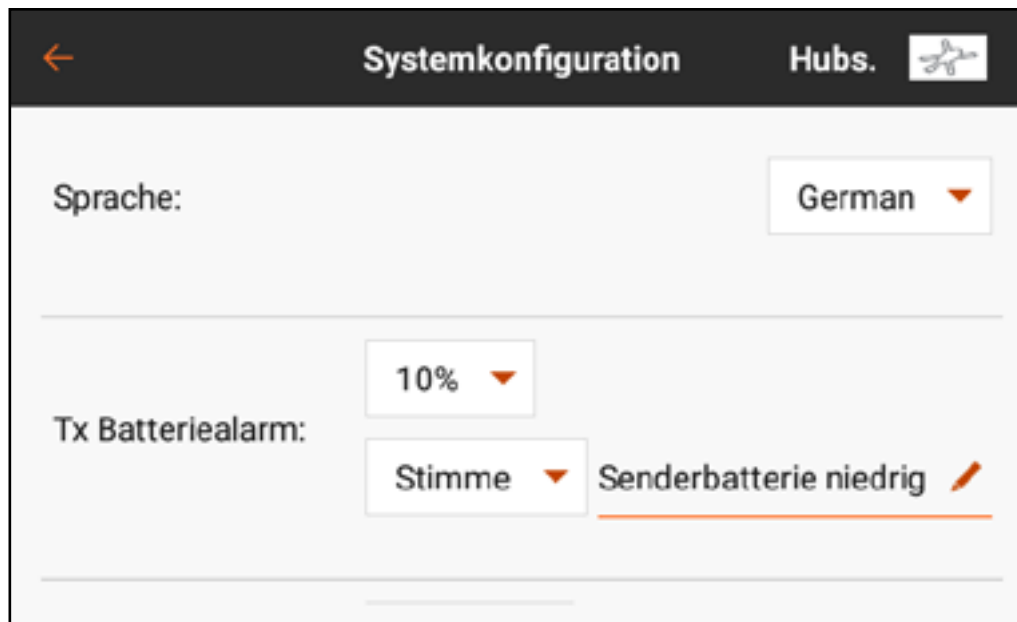 Systemkonfiguration Hubs.
Sprache: German
10%
Tx Batteriealarm:
Stimme Senderbatterie niedrig